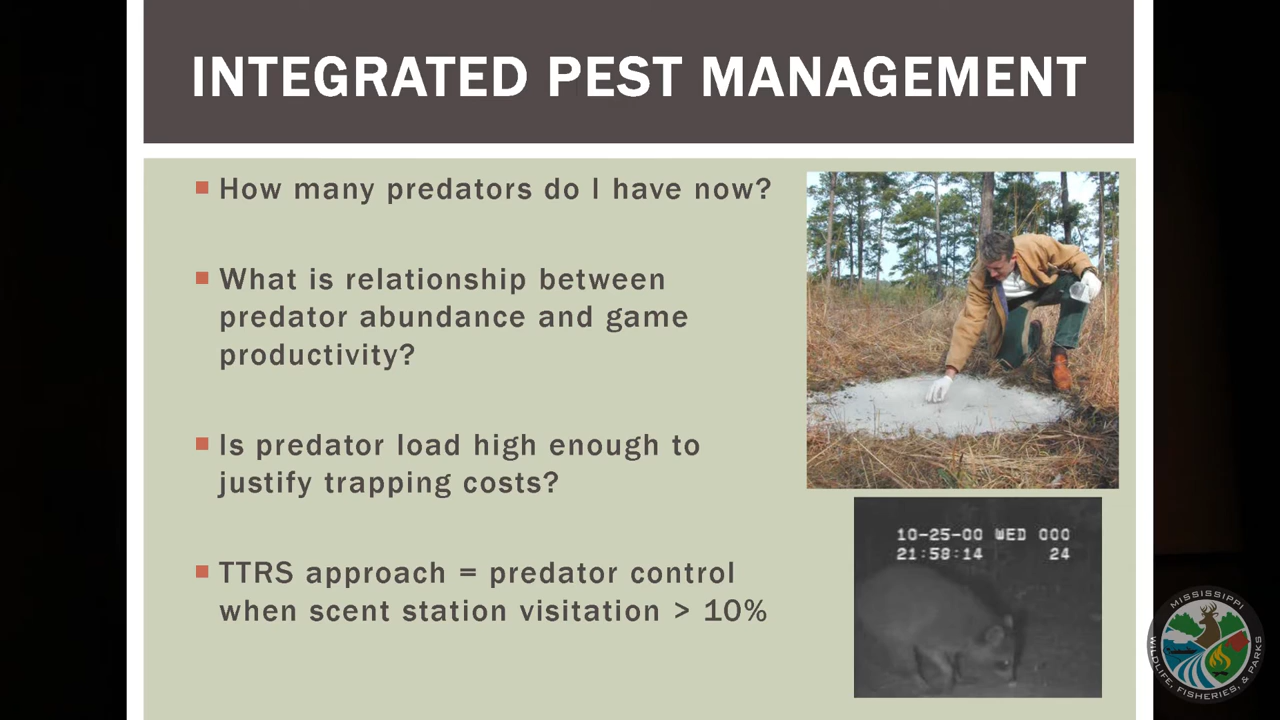 INTEGRATED PEST MANAGEMENT
How many predators do I have now?
What is relationship between
predator abundance and game
productivity?
Is predator load high enough to
justify trapping costs?
TTRS approach = predator control
when scent station visitation > 10%
10-25-00 WED 000
21:58:14 24
MISSISSIPPI
WILDLIFE, FISHERIES, & PARKS